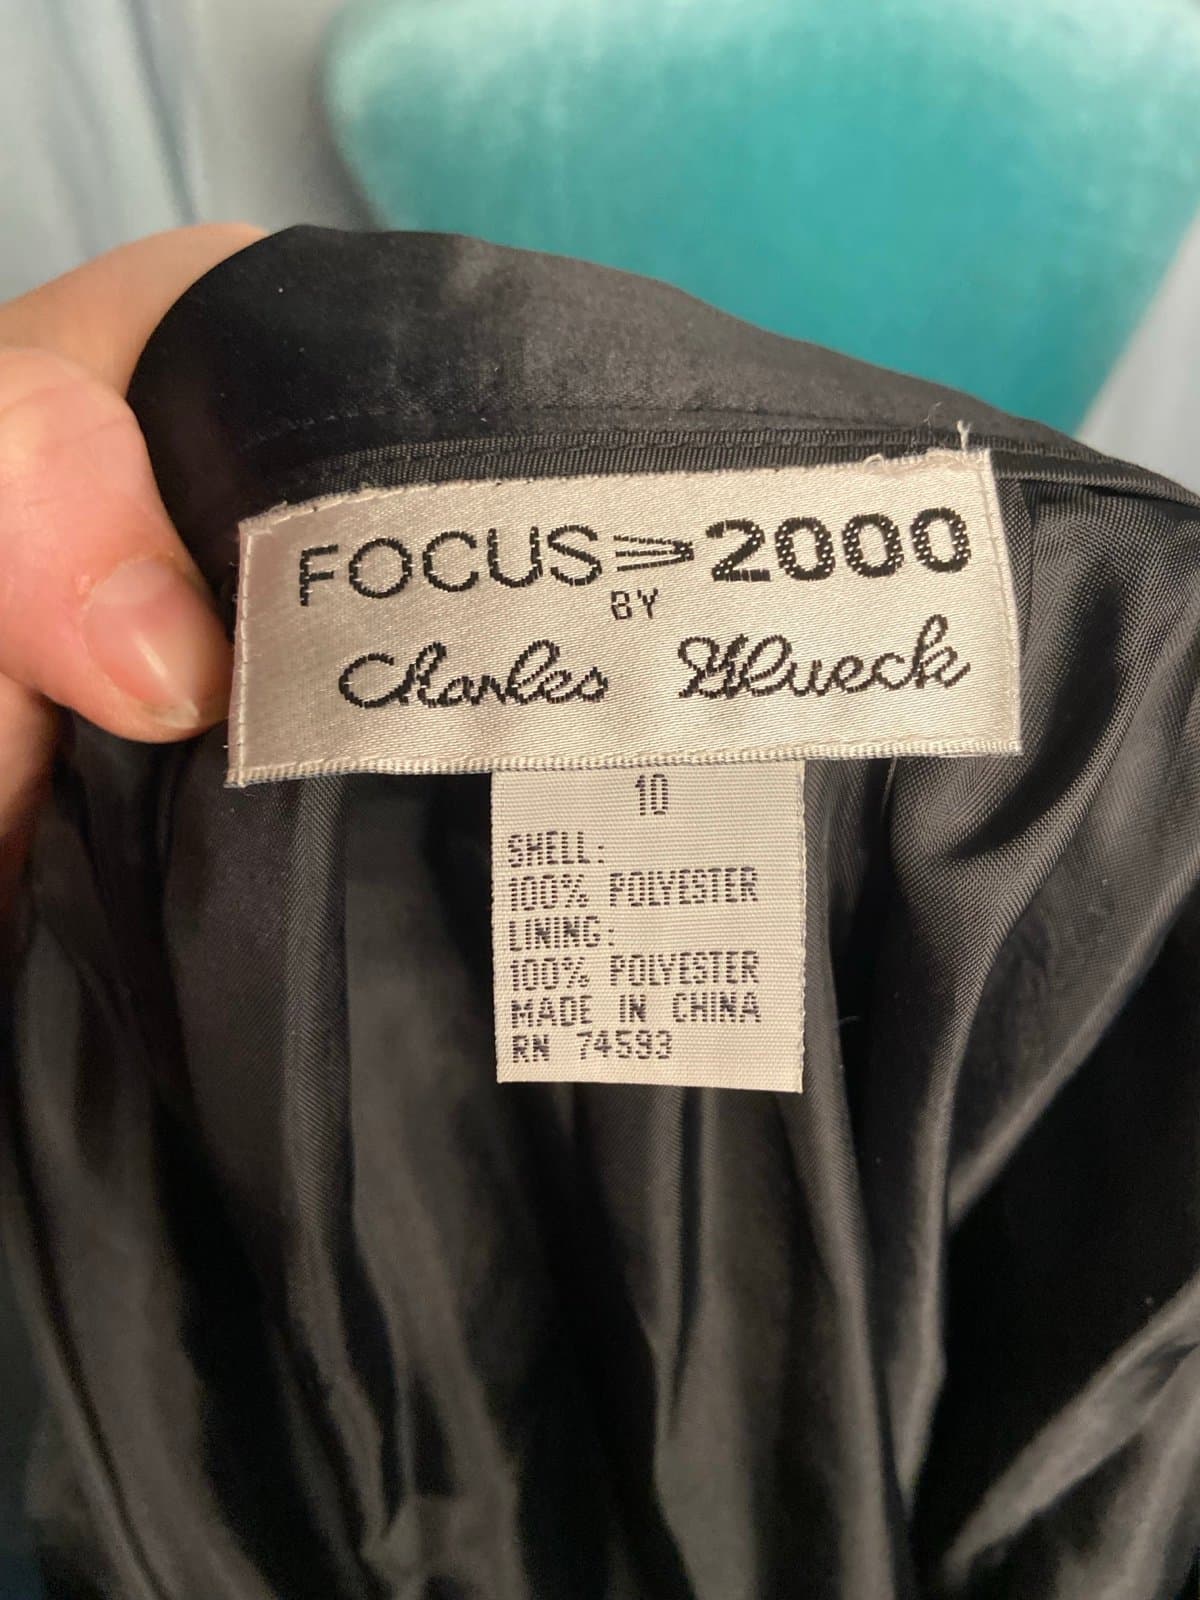 FOCUS 2000
BY
Charles Glueck
10
SHELL:
100% POLYESTER
LINING:
100% POLYESTER
MADE IN CHINA
RN 74593